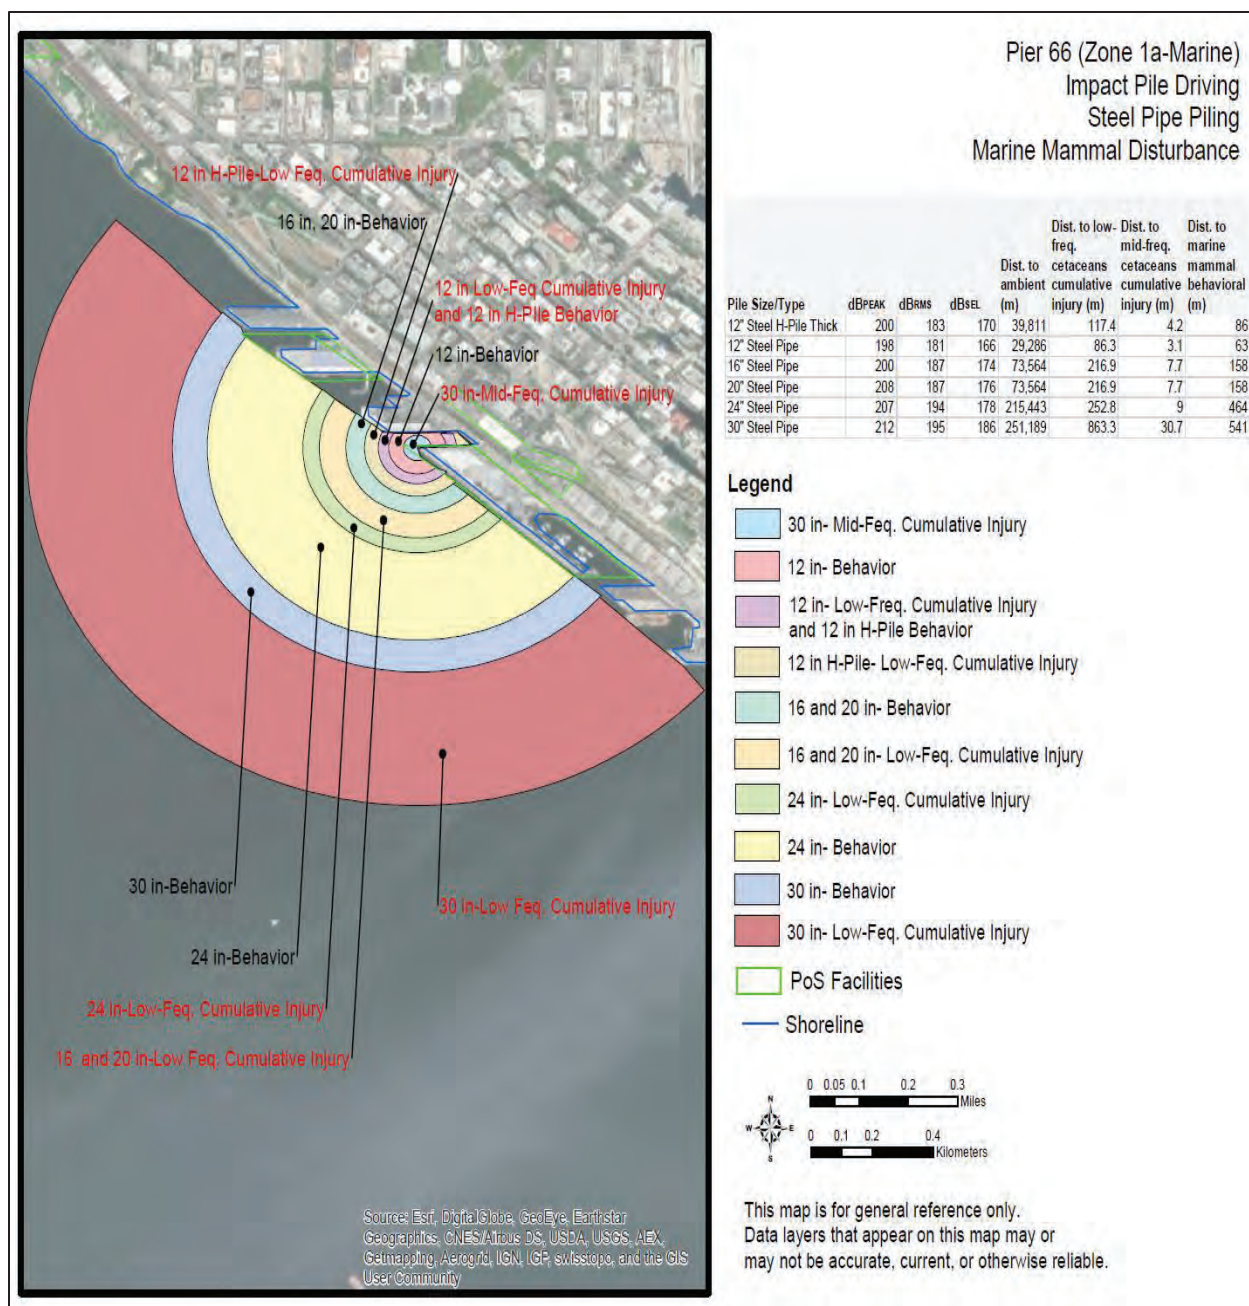 Pier 66 (Zone 1a-Marine)
Impact Pile Driving
Steel Pipe Piling
Marine Mammal Disturbance
12 in H-Pile-Low Feq. Cumulative Injury
16 in, 20 in-Behavior
12 in Low-Feq Cumulative Injury
and 12 in H-Pile Behavior
12 in-Behavior
30 in-Mid-Feq. Cumulative Injury
30 in-Behavior
30 in-Low Feq. Cumulative Injury
24 in-Behavior
24 in-Low-Feq. Cumulative Injury
16 and 20 in-Low Feq. Cumulative Injury
Source: Esri, DigitalGlobe, GeoEye, Earthstar
Geographics, CNES/Airbus DS, USDA, USGS, AEX,
Getmapping, Aerogrid, IGN, IGP, swisstopo, and the GIS
User Community
Dist. to low- Dist. to Dist. to
freq. mid-freq. marine
Dist. to cetaceans cetaceans mammal
ambient cumulative cumulative behavioral
Pile Size/Type dBPEAK dBRMS dBSEL (m) injury (m) injury (m) (m)
12" Steel H-Pile Thick 200 183 170 39,811 117.4 4.2 86
12" Steel Pipe 198 181 166 29,286 86.3 3.1 63
16" Steel Pipe 200 187 174 73,564 216.9 7.7 158
20" Steel Pipe 208 187 176 73,564 216.9 7.7 158
24" Steel Pipe 207 194 178 215,443 252.8 9 464
30" Steel Pipe 212 195 186 251,189 863.3 30.7 541
Legend
30 in- Mid-Feq. Cumulative Injury
12 in- Behavior
12 in- Low-Freq. Cumulative Injury
and 12 in H-Pile Behavior
12 in H-Pile- Low-Feq. Cumulative Injury
16 and 20 in- Behavior
16 and 20 in- Low-Feq. Cumulative Injury
24 in- Low-Feq. Cumulative Injury
24 in- Behavior
30 in- Behavior
30 in- Low-Feq. Cumulative Injury
PoS Facilities
Shoreline
N
W E
S
0 0.05 0.1 0.2 0.3
Miles
0 0.1 0.2 0.4
Kilometers
This map is for general reference only.
Data layers that appear on this map may or
may not be accurate, current, or otherwise reliable.